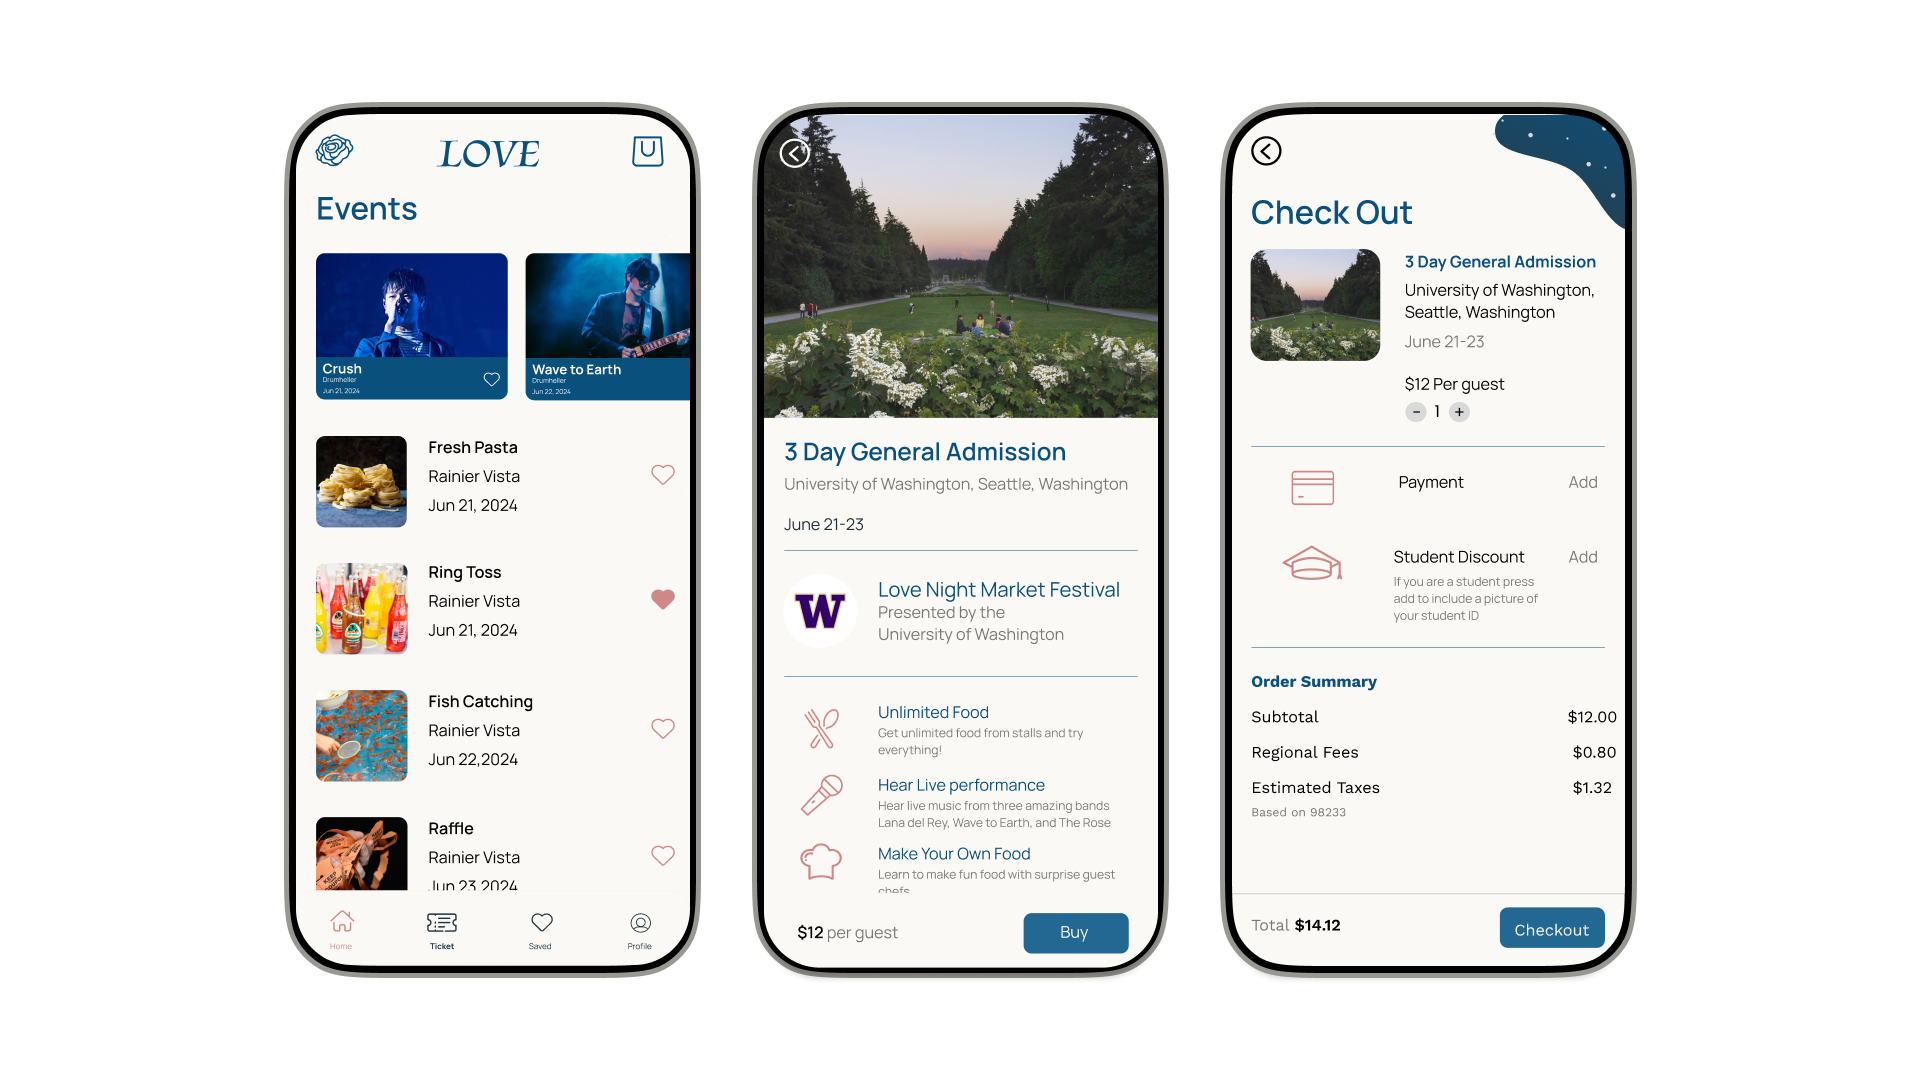 LOVE
Events
Crush
Drumheller
Jun 21, 2024
Wave to Earth
Drumheller
Jun 22, 2024
Fresh Pasta
Rainier Vista
Jun 21, 2024
Ring Toss
Rainier Vista
Jun 21, 2024
Fish Catching
Rainier Vista
Jun 22,2024
Raffle
Rainier Vista
Jun 23 2024
Home
Ticket
Saved
Profile
3 Day General Admission
University of Washington, Seattle, Washington
June 21-23
W
Love Night Market Festival
Presented by the
University of Washington
Unlimited Food
Get unlimited food from stalls and try
everything!
Hear Live performance
Hear live music from three amazing bands
Lana del Rey, Wave to Earth, and The Rose
Make Your Own Food
Learn to make fun food with surprise guest
chefs
$12 per guest
Buy
Check Out
3 Day General Admission
University of Washington,
Seattle, Washington
June 21-23
$12 Per guest
- 1 +
Payment
Add
Student Discount
Add
If you are a student press
add to include a picture of
your student ID
Order Summary
Subtotal $12.00
Regional Fees $0.80
Estimated Taxes $1.32
Based on 98233
Total $14.12
Checkout